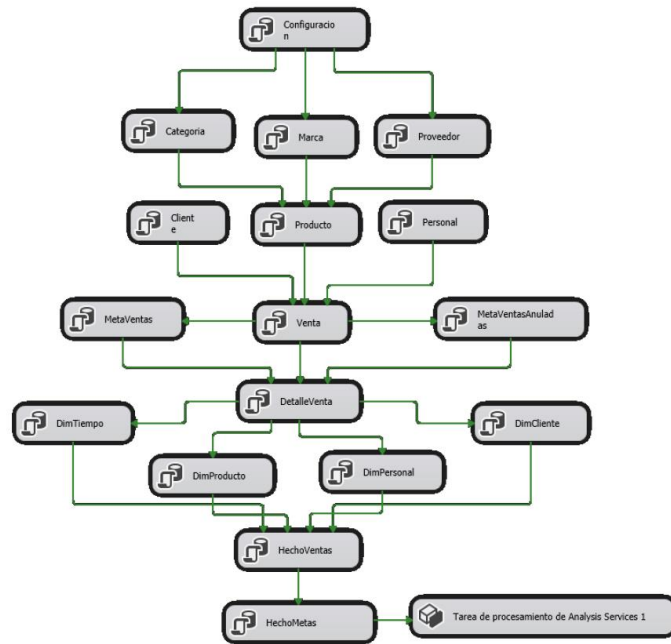 Configuracio
n
Categoria
Marca
Proveedor
Client
e
Producto
Personal
MetaVentas
Venta
MetaVentasAnulad
as
DetalleVenta
DimTiempo
DimCliente
DimProducto
DimPersonal
HechoVentas
HechoMetas
Tarea de procesamiento de Analysis Services 1